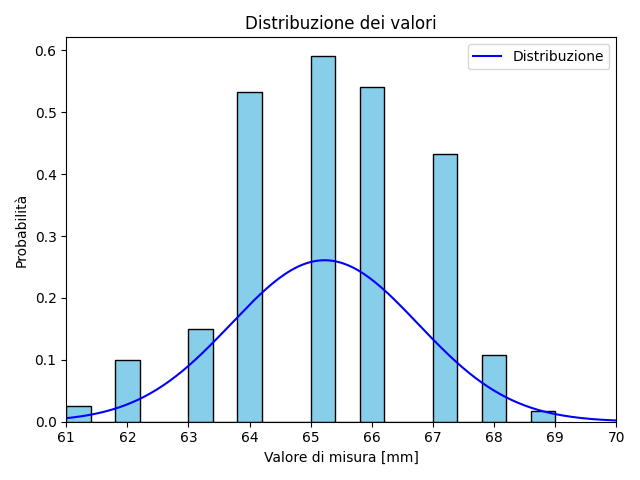 Distribuzione dei valori
Distribuzione
Probabilità
0.6
0.5
0.4
0.3
0.2
0.1
0.0
61 62 63 64 65 66 67 68 69 70
Valore di misura [mm]